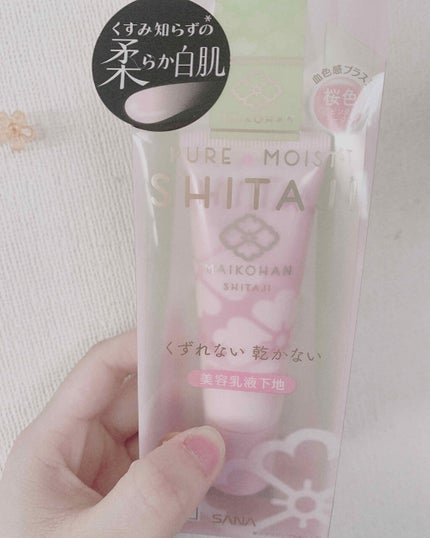 くすみ知らずの*
柔らか白肌
血色感プラス
桜色
MAIKOHAN
PURE MOIST
SHITAJI
MAIKOHAN
SHITAJI
くずれない 乾かない
美容乳液下地
SANA